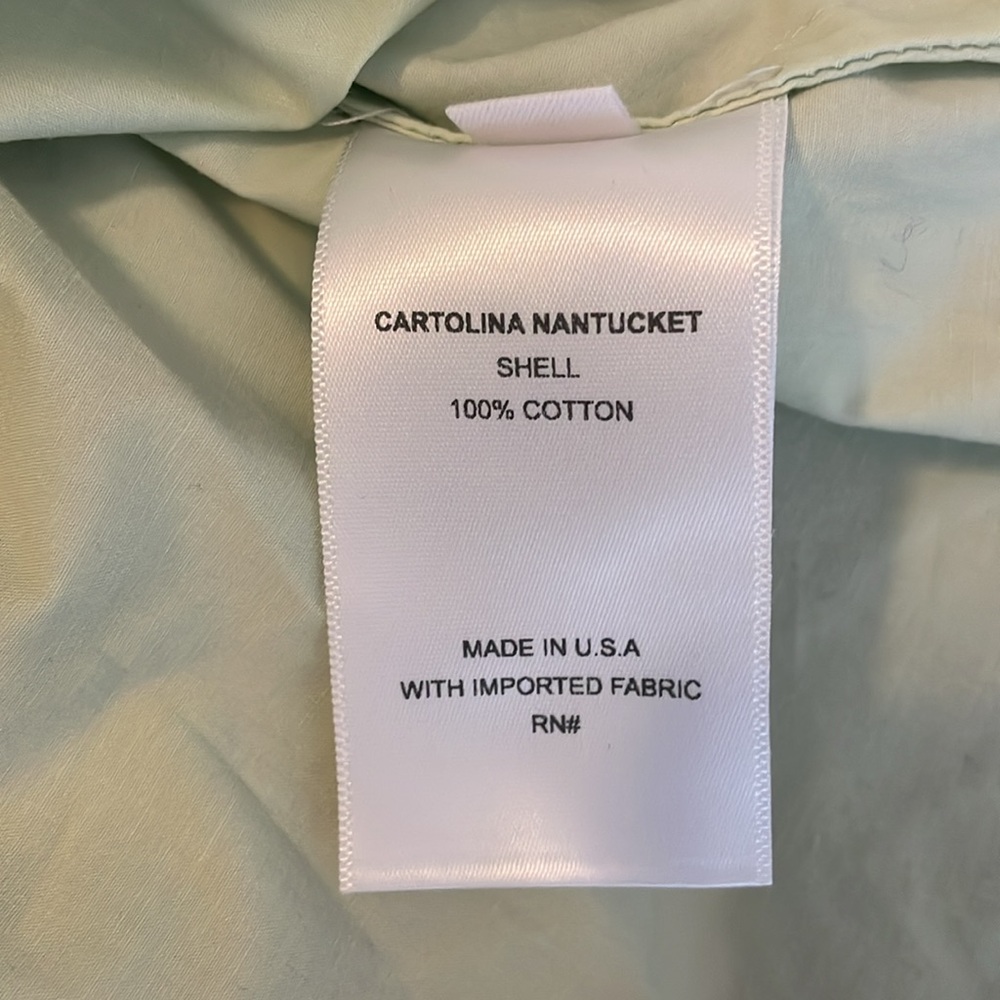 CARTOLINA NANTUCKET
SHELL
100% COTTON
MADE IN U.S.A
WITH IMPORTED FABRIC
RN#